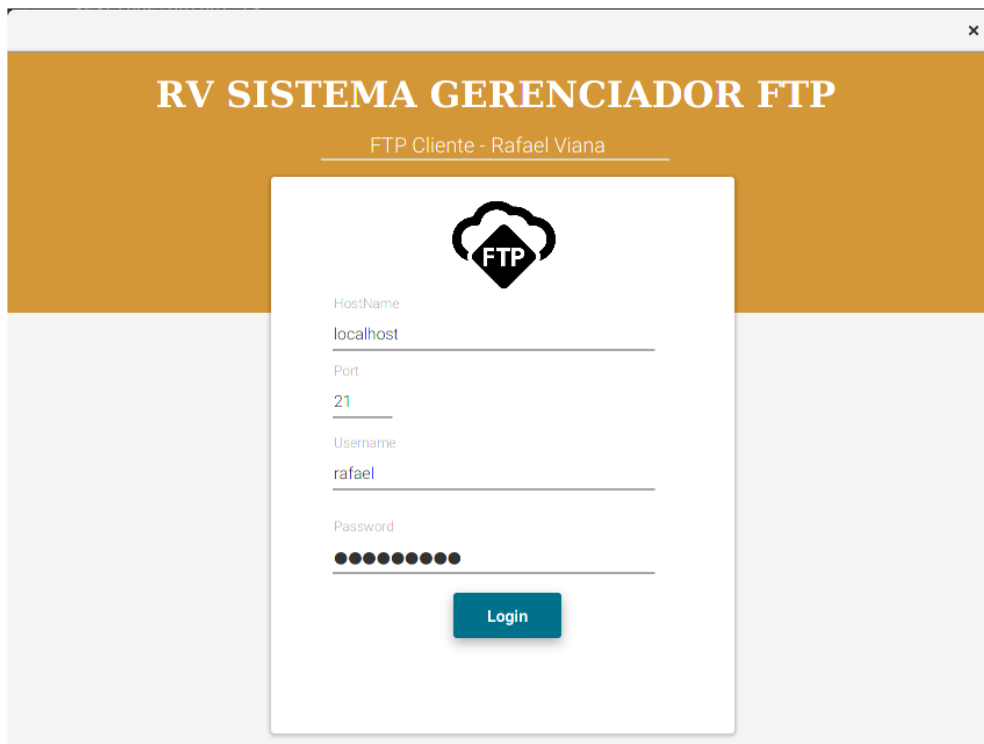 RV SISTEMA GERENCIADOR FTP
FTP Cliente - Rafael Viana
FTP
HostName
localhost
Port
21
Username
rafael
Password
●●●●●●●●●
Login